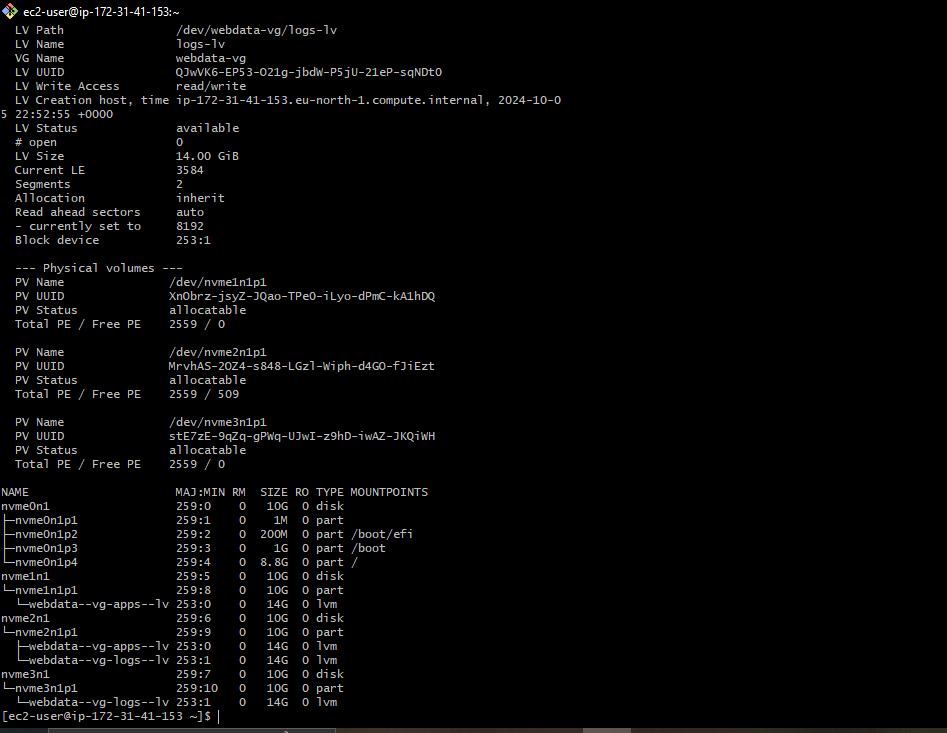 ec2-user@ip-172-31-41-153:~
LV Path                /dev/webdata-vg/logs-lv
LV Name                logs-lv
VG Name                webdata-vg
LV UUID                QJwVK6-EP53-O21g-jbdW-P5jU-21eP-sqNDtO
LV Write Access        read/write
LV Creation host, time ip-172-31-41-153.eu-north-1.compute.internal, 2024-10-0
5 22:52:55 +0000
LV Status              available
# open                 0
LV Size                14.00 GiB
Current LE             3584
Segments               2
Allocation             inherit
Read ahead sectors     auto
- currently set to     8192
Block device           253:1
--- Physical volumes ---
PV Name               /dev/nvme1n1p1
PV UUID               XnObrz-jsyZ-JQao-TPeO-iLyo-dPmC-kA1hDQ
PV Status             allocatable
Total PE / Free PE    2559 / 0
PV Name               /dev/nvme2n1p1
PV UUID               MrvhAS-2OZ4-s848-LGzl-Wiph-d4GO-fJiEzt
PV Status             allocatable
Total PE / Free PE    2559 / 509
PV Name               /dev/nvme3n1p1
PV UUID               stE7zE-9qZq-gPWq-UJwI-z9hD-iwAZ-JKQiWH
PV Status             allocatable
Total PE / Free PE    2559 / 0
NAME                     MAJ:MIN RM  SIZE RO TYPE MOUNTPOINTS
nvme0n1                  259:0    0   10G  0 disk
├─nvme0n1p1              259:1    0    1M  0 part
├─nvme0n1p2              259:2    0  200M  0 part /boot/efi
├─nvme0n1p3              259:3    0    1G  0 part /boot
└─nvme0n1p4              259:4    0  8.8G  0 part /
nvme1n1                  259:5    0   10G  0 disk
└─nvme1n1p1              259:8    0   10G  0 part
  └─webdata--vg-apps--lv 253:0    0   14G  0 lvm
nvme2n1                  259:6    0   10G  0 disk
└─nvme2n1p1              259:9    0   10G  0 part
  ├─webdata--vg-apps--lv 253:0    0   14G  0 lvm
  └─webdata--vg-logs--lv 253:1    0   14G  0 lvm
nvme3n1                  259:7    0   10G  0 disk
└─nvme3n1p1              259:10   0   10G  0 part
  └─webdata--vg-logs--lv 253:1    0   14G  0 lvm
[ec2-user@ip-172-31-41-153 ~]$